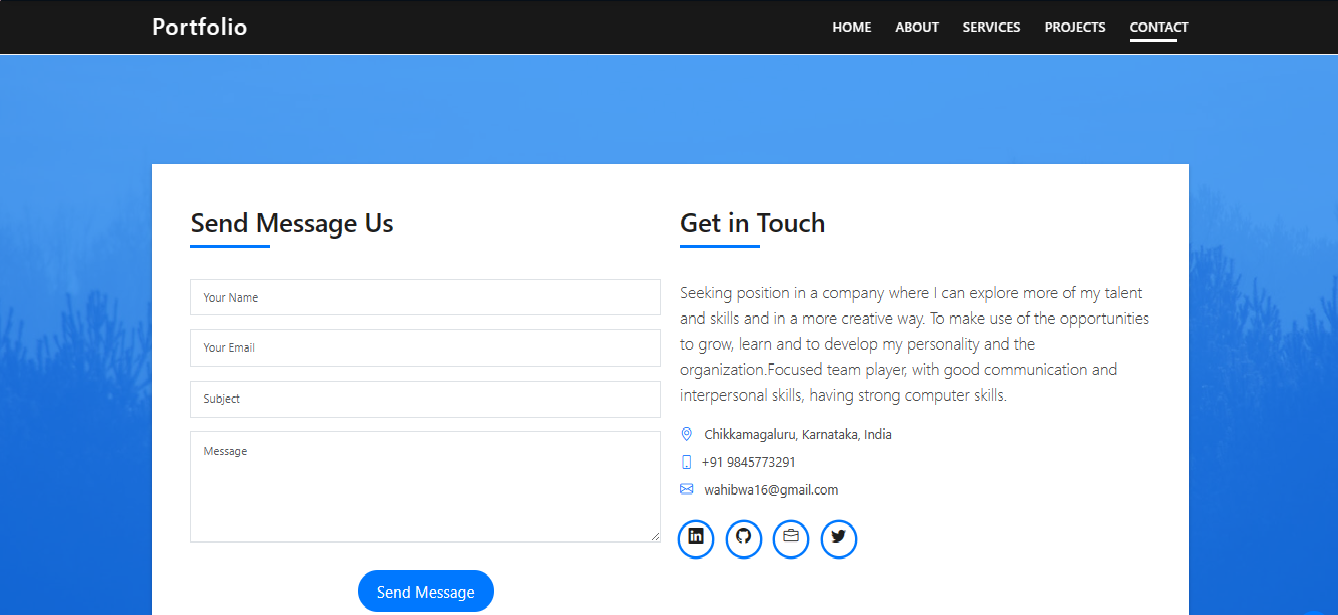 Portfolio
HOME ABOUT SERVICES PROJECTS CONTACT
Send Message Us
Your Name
Your Email
Subject
Message
Send Message
Get in Touch
Seeking position in a company where I can explore more of my talent
and skills and in a more creative way. To make use of the opportunities
to grow, learn and to develop my personality and the
organization.Focused team player, with good communication and
interpersonal skills, having strong computer skills.
Chikkamagaluru, Karnataka, India
+91 9845773291
wahibwa16@gmail.com
in